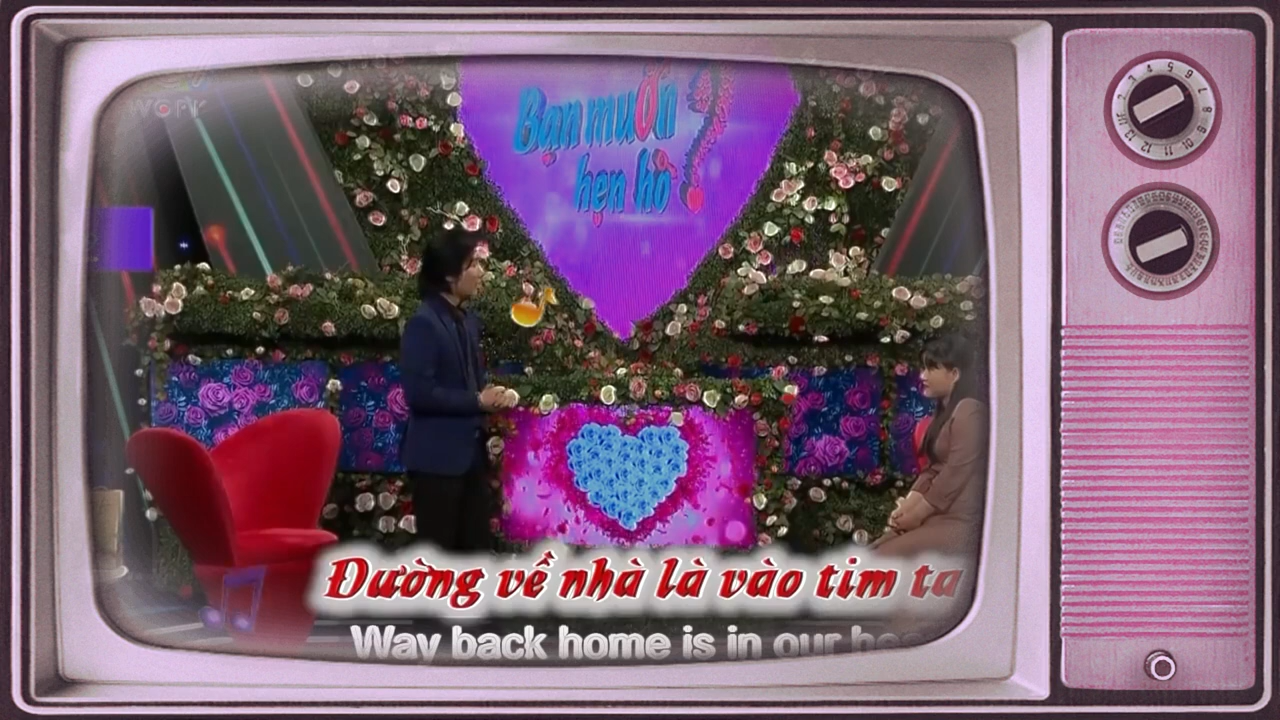 Bạn muốn
hẹn hò ?
Đường về nhà là vào tim ta
Way back home is in our